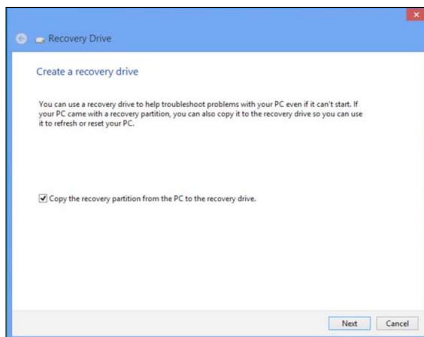 Recovery Drive
Create a recovery drive
You can use a recovery drive to help troubleshoot problems with your PC even if it can't start. If
your PC came with a recovery partition, you can also copy it to the recovery drive so you can use
it to refresh or reset your PC.
Copy the recovery partition from the PC to the recovery drive.
Next Cancel